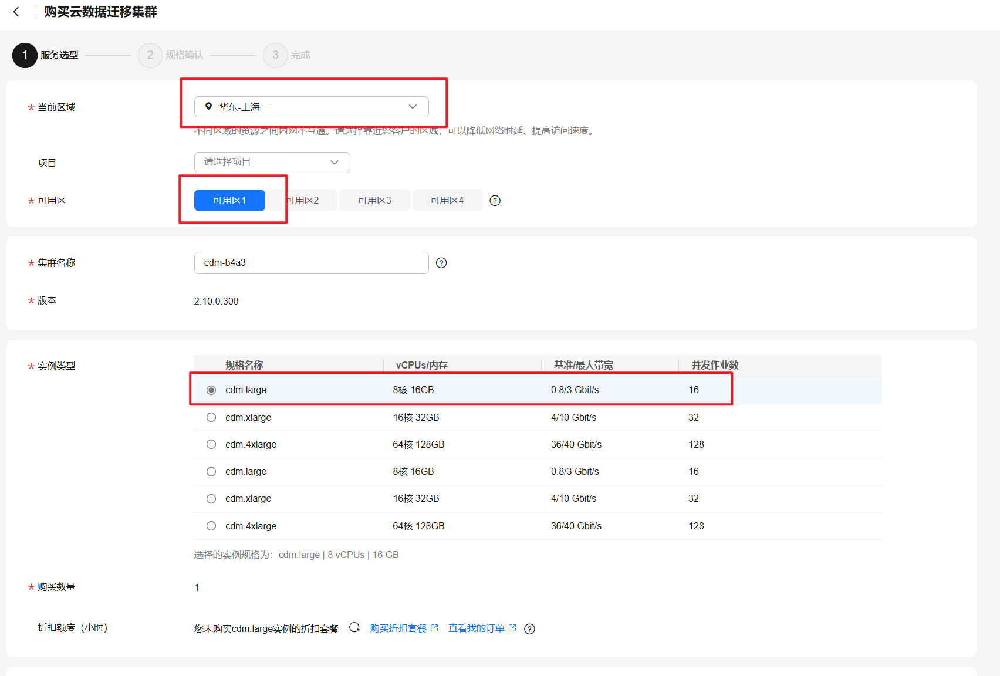 购买云数据迁移集群
1 服务选型 2 规格确认 3 完成
* 当前区域 华东-上海一
不同区域的资源之间内网不互通。请选择靠近您客户的区域，可以降低网络时延、提高访问速度。
项目 请选择项目
* 可用区 可用区1 可用区2 可用区3 可用区4 ?
* 集群名称 cdm-b4a3 ?
* 版本 2.10.0.300
* 实例类型 规格名称 vCPUs/内存 基准/最大带宽 并发作业数
cdm.large 8核 16GB 0.8/3 Gbit/s 16
cdm.xlarge 16核 32GB 4/10 Gbit/s 32
cdm.4xlarge 64核 128GB 36/40 Gbit/s 128
cdm.large 8核 16GB 0.8/3 Gbit/s 16
cdm.xlarge 16核 32GB 4/10 Gbit/s 32
cdm.4xlarge 64核 128GB 36/40 Gbit/s 128
选择的实例规格为：cdm.large | 8 vCPUs | 16 GB
* 购买数量 1
折扣额度（小时） 您未购买cdm.large实例的折扣套餐 购买折扣套餐 查看我的订单 ?